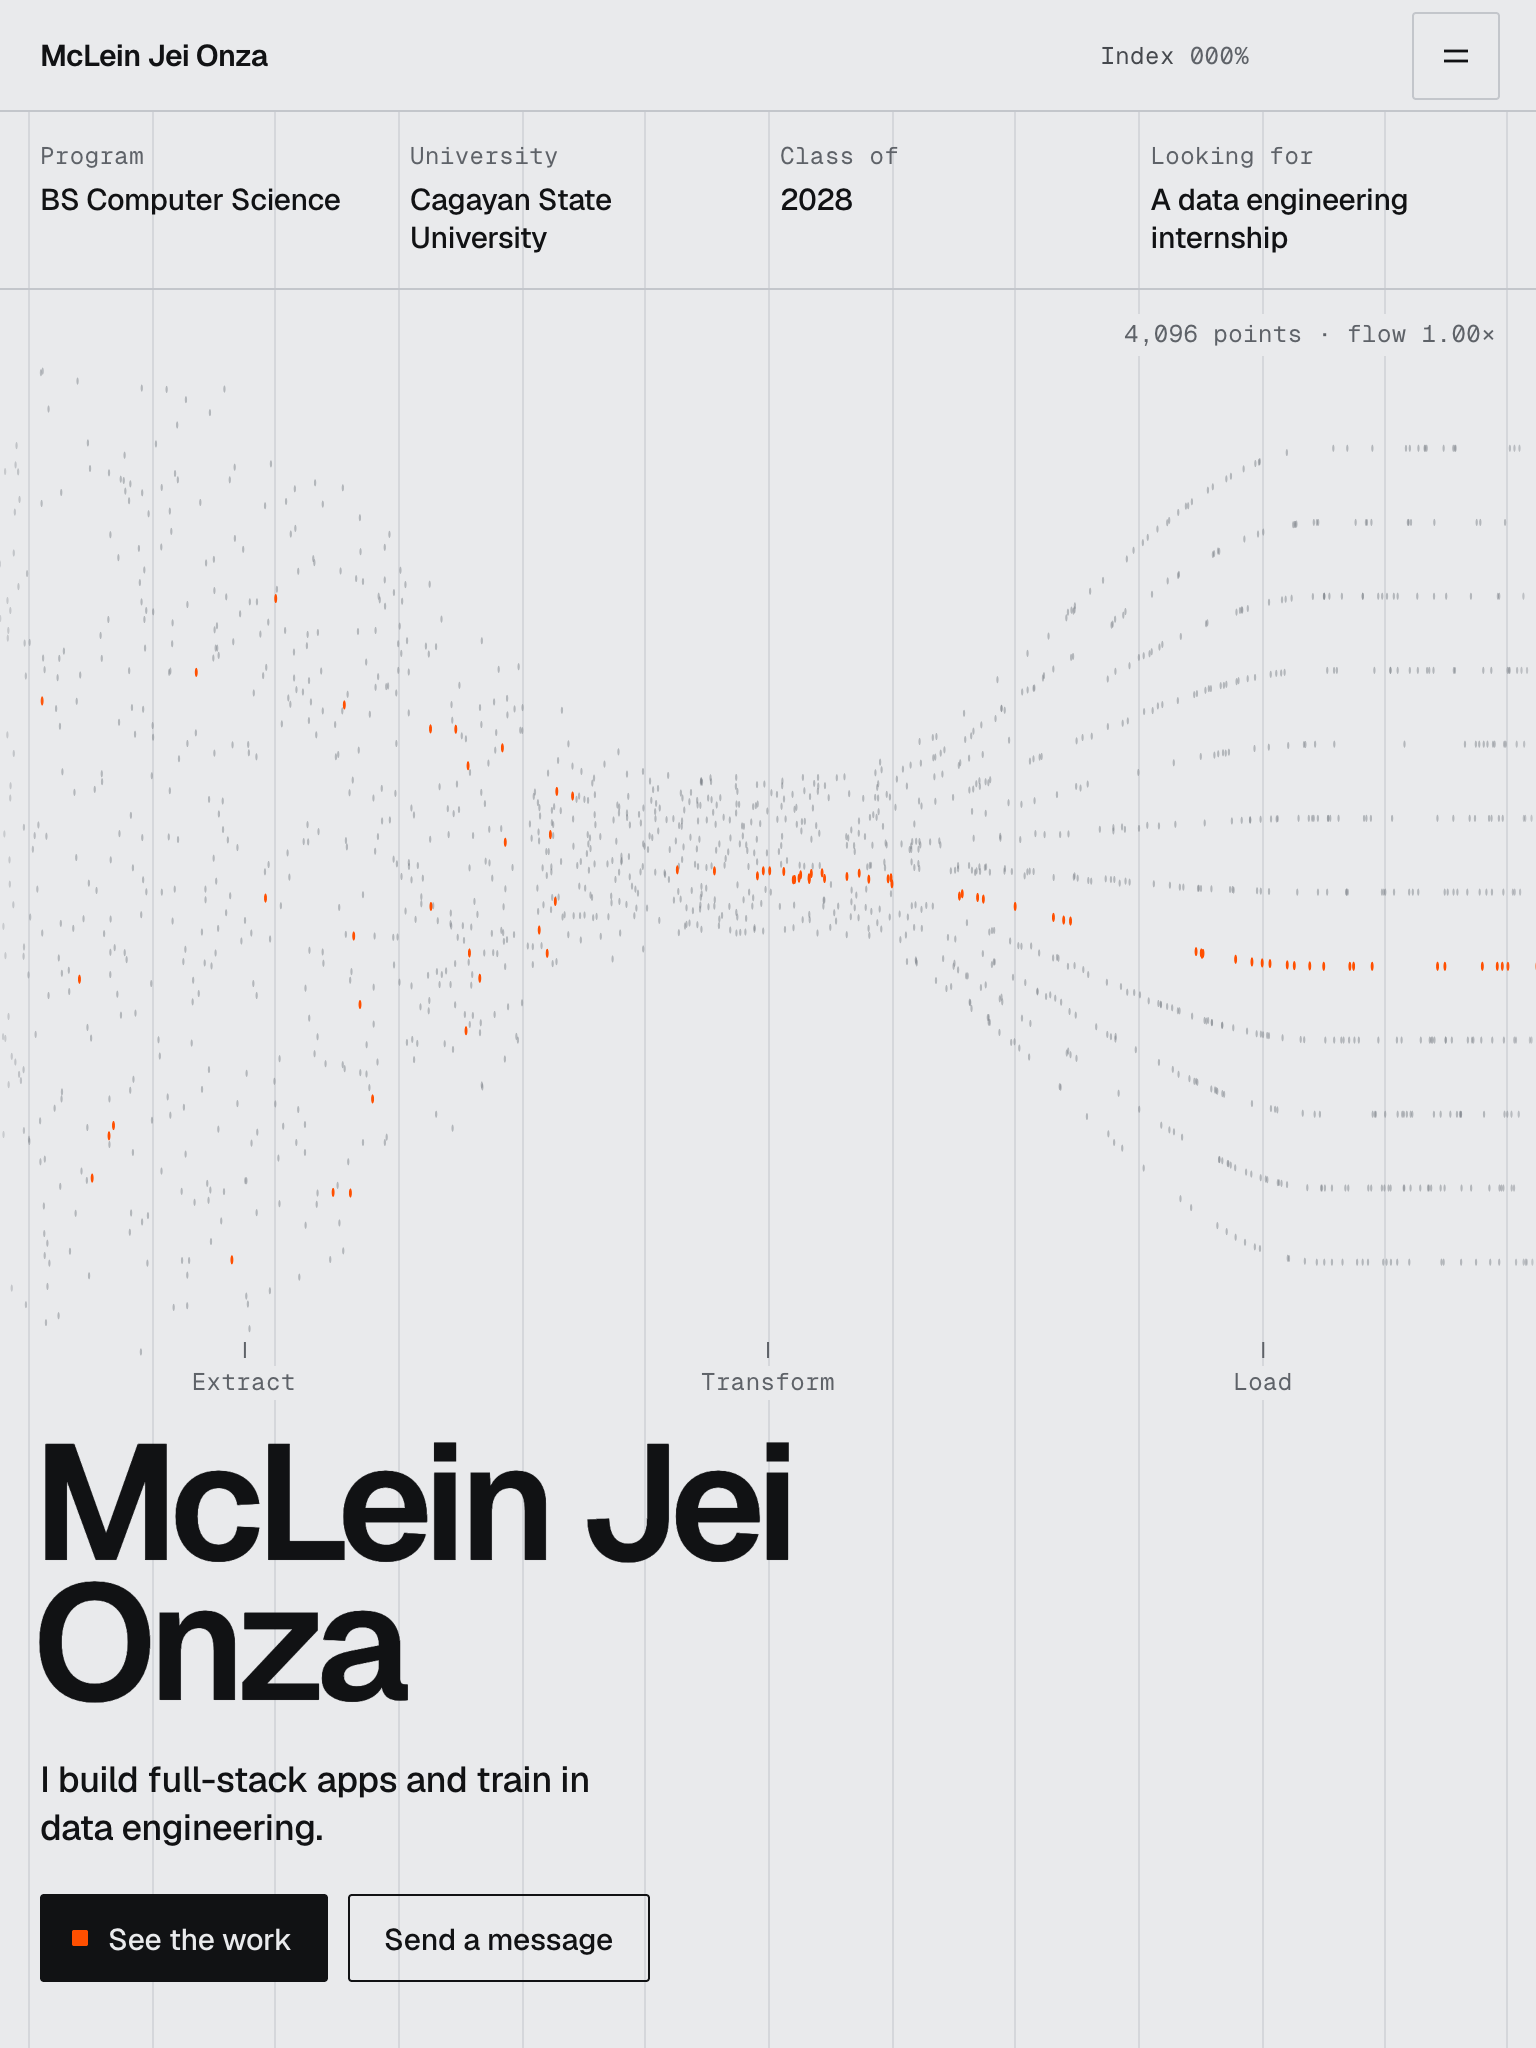 McLein Jei Onza
Index 000%
Program
BS Computer Science
University
Cagayan State
University
Class of
2028
Looking for
A data engineering
internship
4,096 points · flow 1.00×
Extract
Transform
Load
McLein Jei
Onza
I build full-stack apps and train in
data engineering.
See the work
Send a message